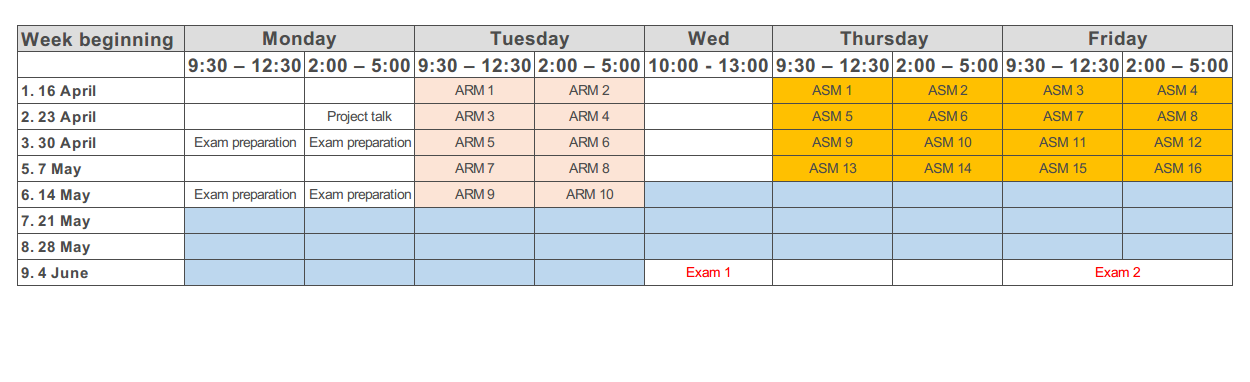 Week beginning Monday Tuesday Wed Thursday Friday
9:30 – 12:30 2:00 – 5:00 9:30 – 12:30 2:00 – 5:00 10:00 - 13:00 9:30 – 12:30 2:00 – 5:00 9:30 – 12:30 2:00 – 5:00
1. 16 April ARM 1 ARM 2 ASM 1 ASM 2 ASM 3 ASM 4
2. 23 April Project talk ARM 3 ARM 4 ASM 5 ASM 6 ASM 7 ASM 8
3. 30 April Exam preparation Exam preparation ARM 5 ARM 6 ASM 9 ASM 10 ASM 11 ASM 12
5. 7 May ARM 7 ARM 8 ASM 13 ASM 14 ASM 15 ASM 16
6. 14 May Exam preparation Exam preparation ARM 9 ARM 10
7. 21 May
8. 28 May
9. 4 June Exam 1 Exam 2